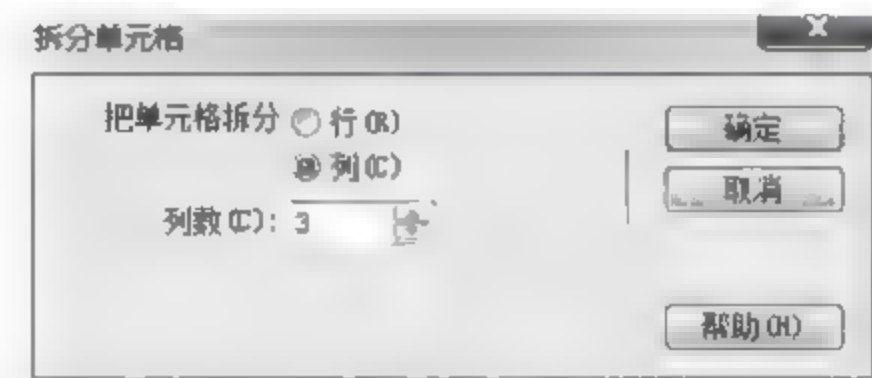 拆分单元格
X
把单元格拆分 行(R)
列(C)
列数(C): 3
确定
取消
帮助(H)